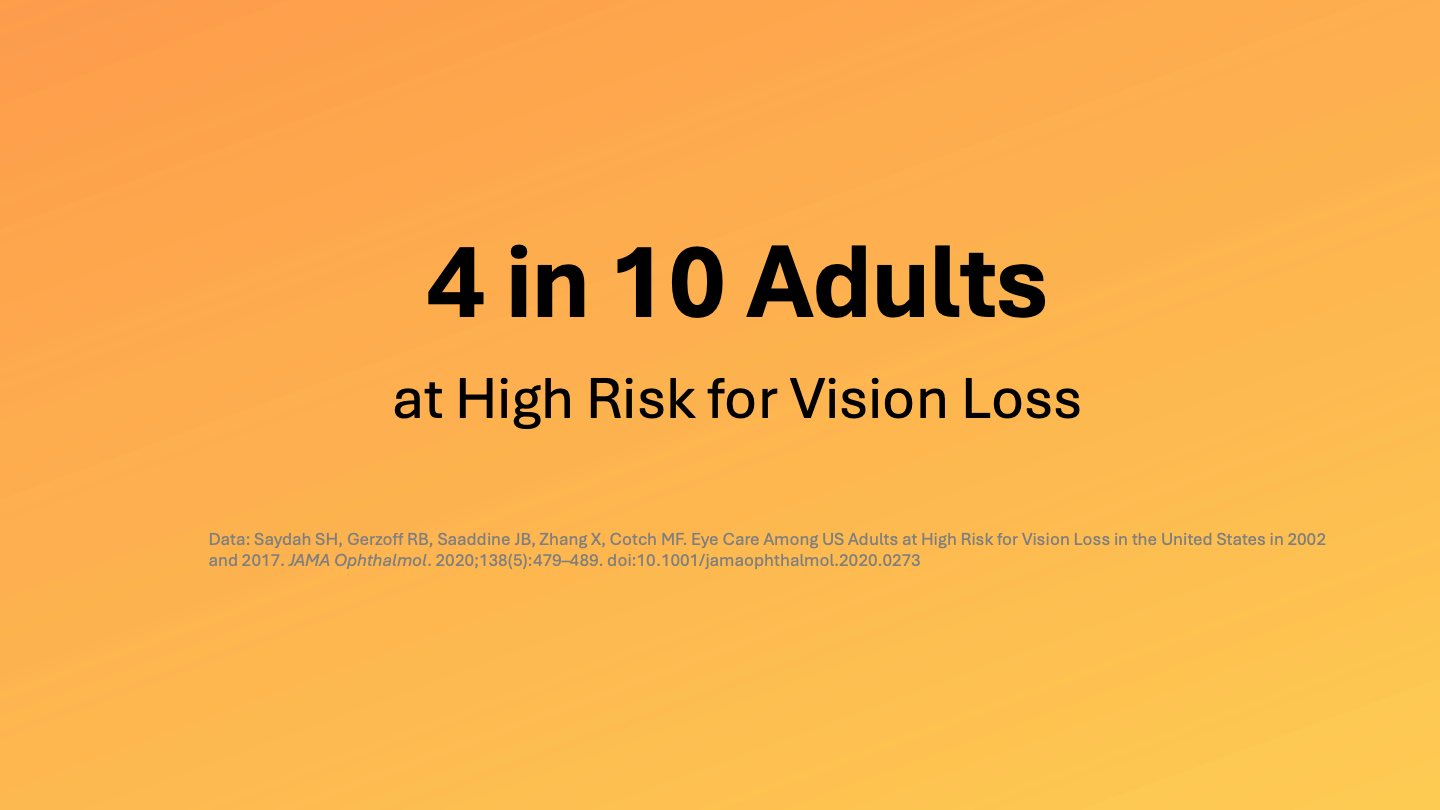 4 in 10 Adults
at High Risk for Vision Loss
Data: Saydah SH, Gerzoff RB, Saaddine JB, Zhang X, Cotch MF. Eye Care Among US Adults at High Risk for Vision Loss in the United States in 2002
and 2017. JAMA Ophthalmol. 2020;138(5):479–489. doi:10.1001/jamaophthalmol.2020.0273